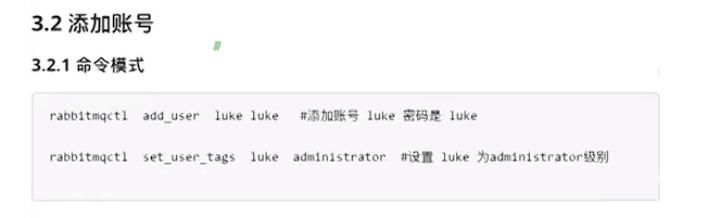 3.2 添加账号
3.2.1 命令模式
rabbitmqctl add_user luke luke #添加账号 luke 密码是 luke
rabbitmqctl set_user_tags luke administrator #设置 luke 为administrator级别